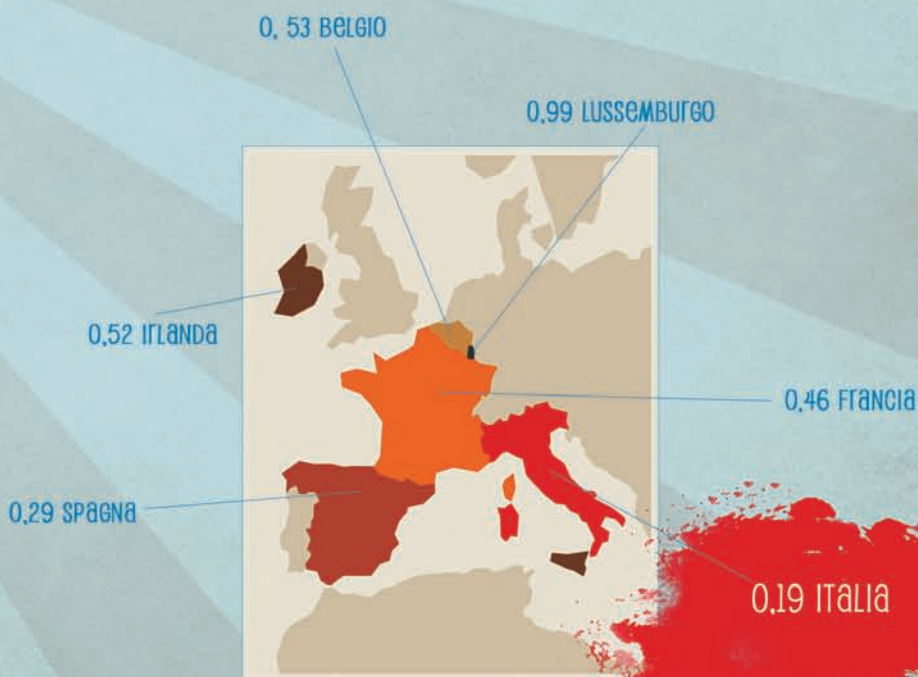 0, 53 BELGIO
0,99 LUSSEMBURGO
0,52 IRLANDA
0,46 FRANCIA
0,29 SPAGNA
0,19 ITALIA